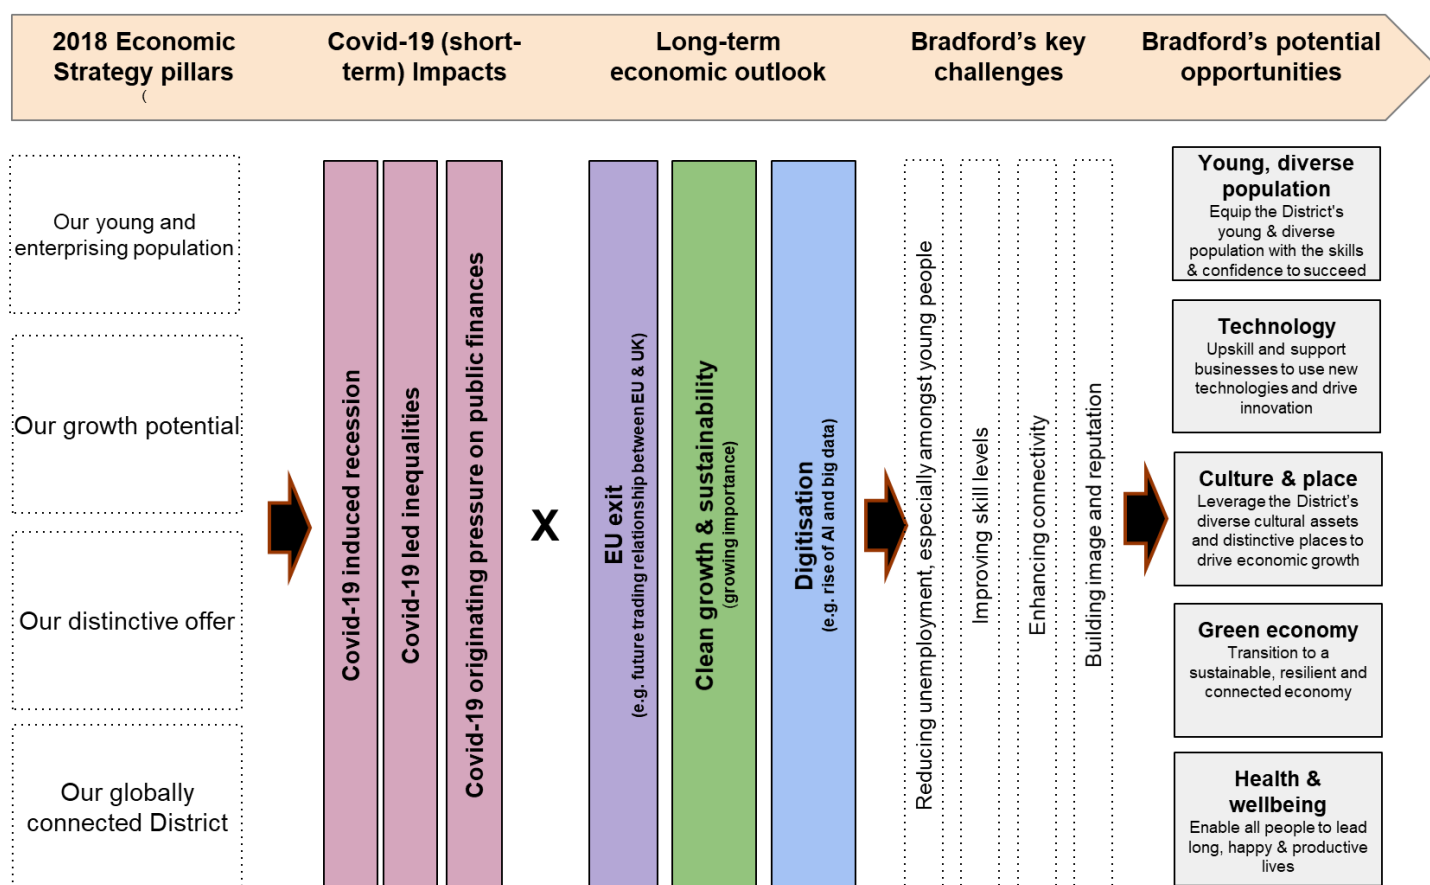 2018 Economic
Strategy pillars
(
Covid-19 (short-
term) Impacts
Long-term
economic outlook
Bradford's key
challenges
Bradford's potential
opportunities
Our young and
enterprising population
Our growth potential
Our distinctive offer
Our globally
connected District
Covid-19 induced recession
Covid-19 led inequalities
Covid-19 originating pressure on public finances
X
EU exit
(e.g. future trading relationship between EU & UK)
Clean growth & sustainability
(growing importance)
Digitisation
(e.g. rise of AI and big data)
Reducing unemployment, especially amongst young people
Improving skill levels
Enhancing connectivity
Building image and reputation
Young, diverse
population
Equip the District's
young & diverse
population with the skills
& confidence to succeed
Technology
Upskill and support
businesses to use new
technologies and drive
innovation
Culture & place
Leverage the District's
diverse cultural assets
and distinctive places to
drive economic growth
Green economy
Transition to a
sustainable, resilient and
connected economy
Health &
wellbeing
Enable all people to lead
long, happy & productive
lives